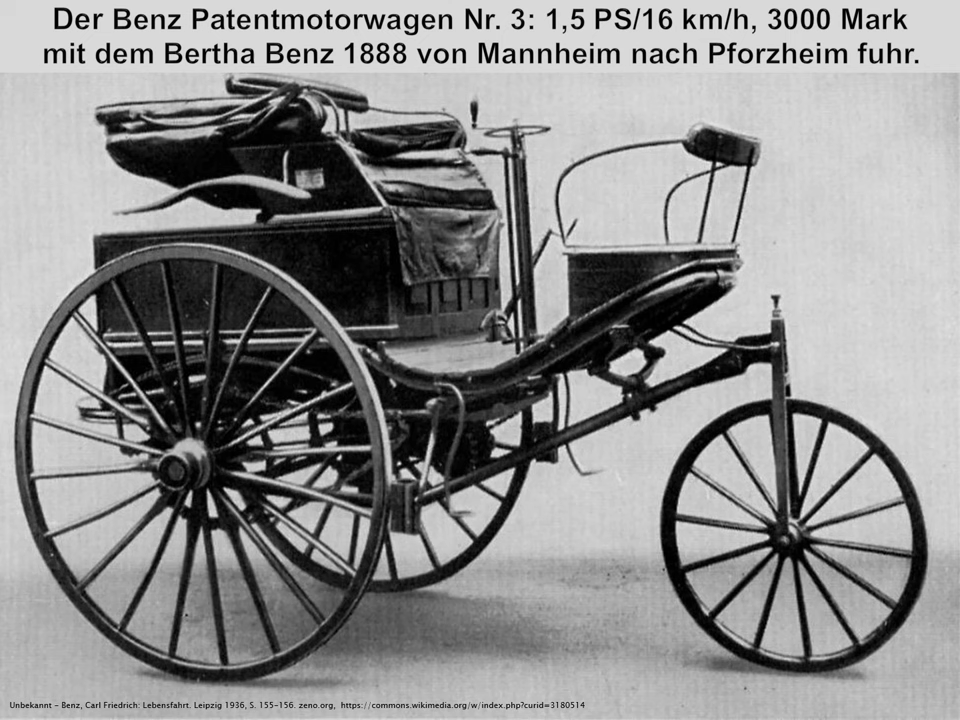 Der Benz Patentmotorwagen Nr. 3: 1,5 PS/16 km/h, 3000 Mark
mit dem Bertha Benz 1888 von Mannheim nach Pforzheim fuhr.
Unbekannt - Benz, Carl Friedrich: Lebensfahrt. Leipzig 1936, S. 155-156. zeno.org, https://commons.wikimedia.org/w/index.php?curid=3180514